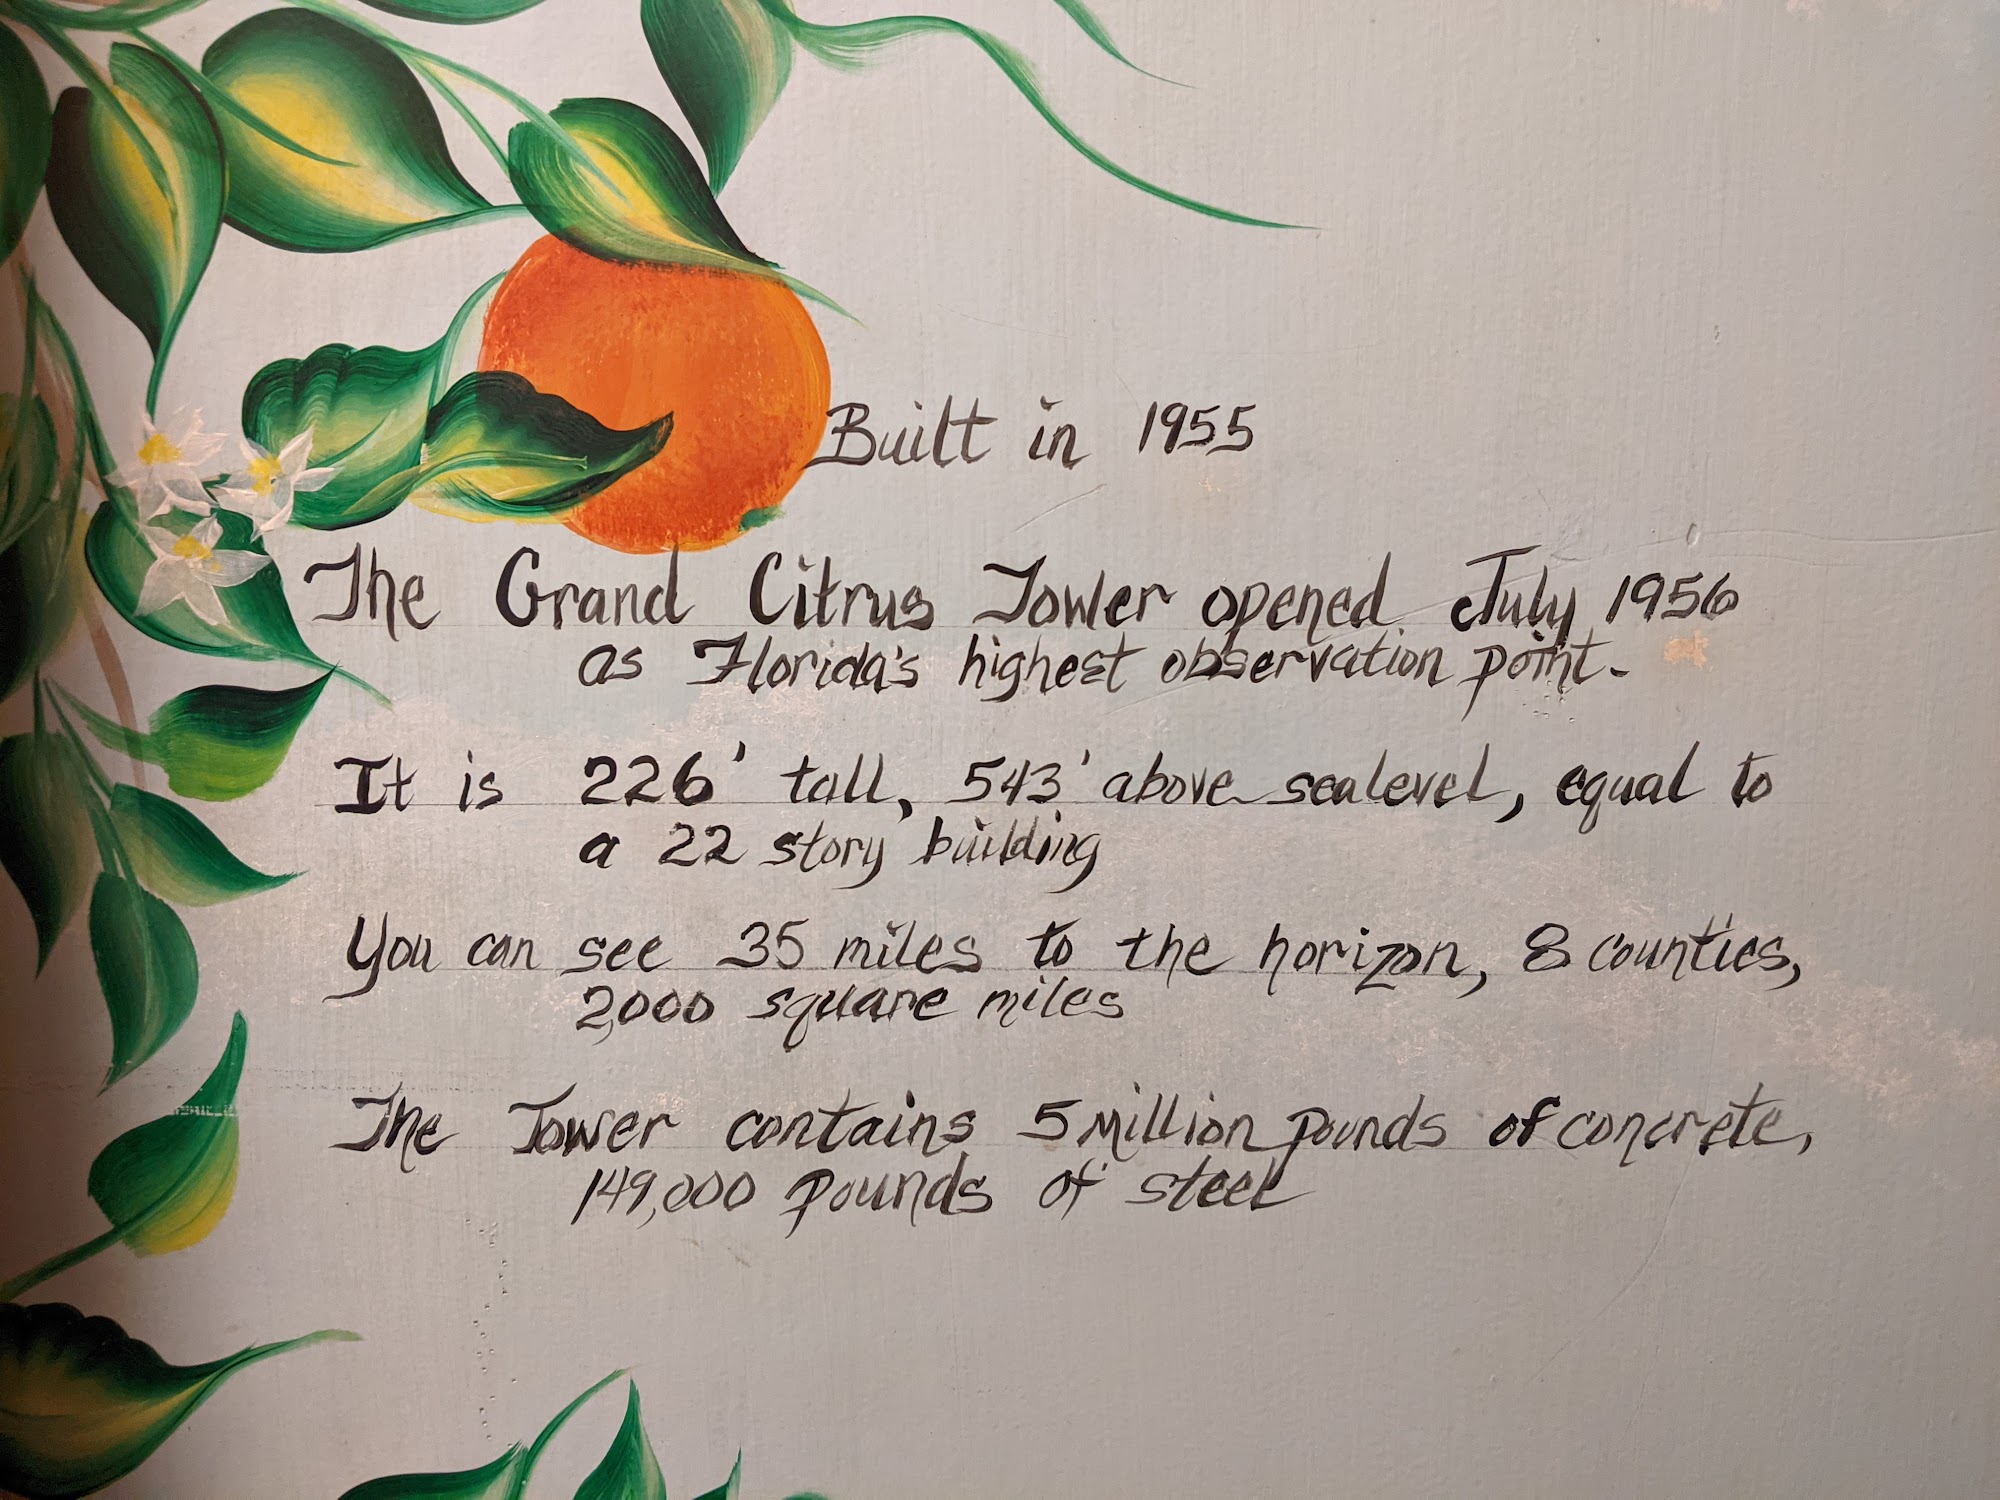 Built in 1955
The Grand Citrus Tower opened July 1956
as Florida's highest observation point.
It is 226' tall, 543' above sealevel, equal to
a 22 story building
You can see 35 miles to the horizon, 8 counties,
2,000 square miles
The Tower contains 5 Million pounds of concrete,
149,000 pounds of steel